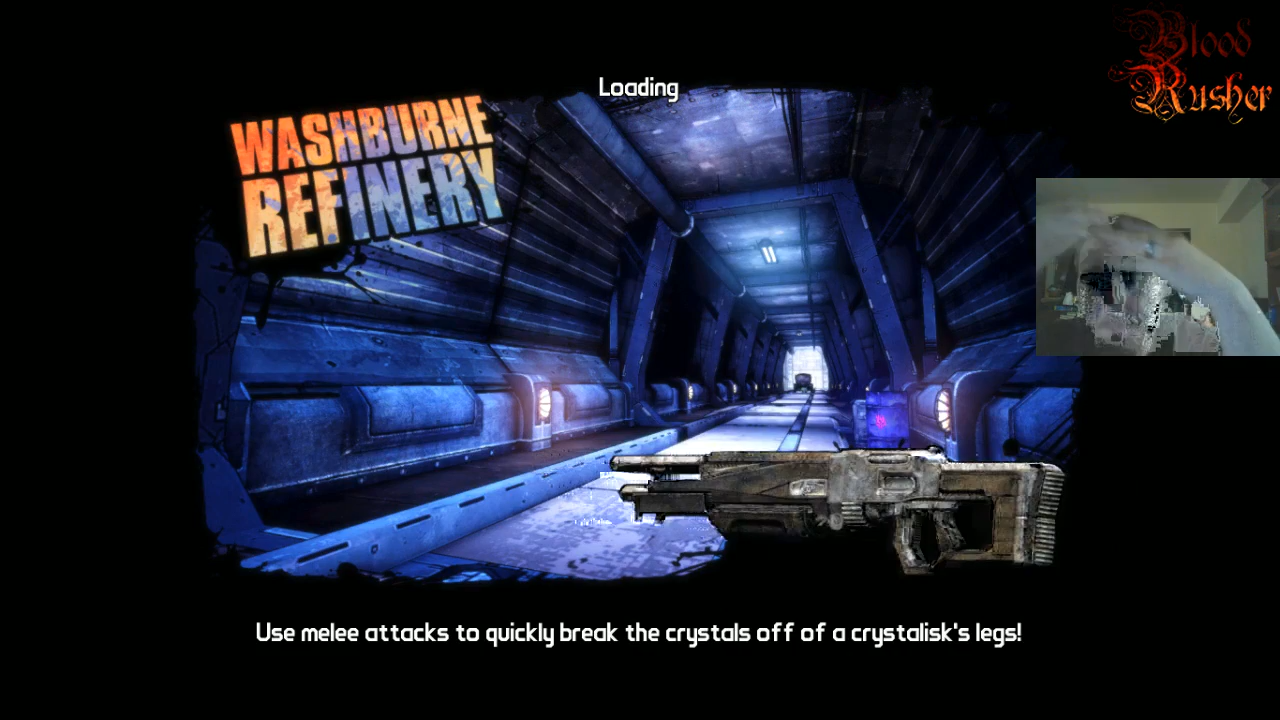 Loading
Blood
Rusher
WASHBURNE
REFINERY
Use melee attacks to quickly break the crystals off of a crystalisk's legs!